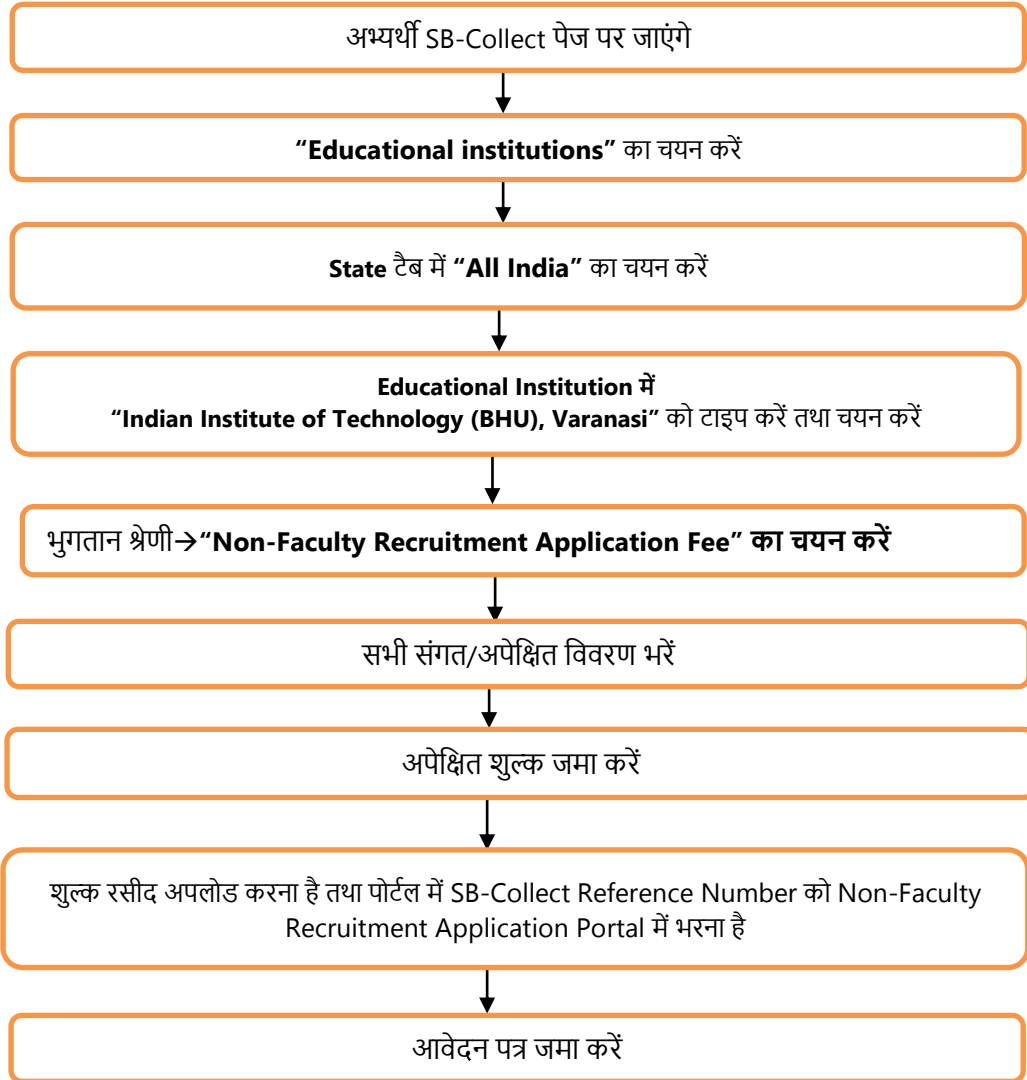 अभ्यर्थी SB-Collect पेज पर जाएंगे
“Educational institutions” का चयन करें
State टैब में “All India” का चयन करें
Educational Institution में
“Indian Institute of Technology (BHU), Varanasi” को टाइप करें तथा चयन करें
भुगतान श्रेणी→“Non-Faculty Recruitment Application Fee” का चयन करें
सभी संगत/अपेक्षित विवरण भरें
अपेक्षित शुल्क जमा करें
शुल्क रसीद अपलोड करना है तथा पोर्टल में SB-Collect Reference Number को Non-Faculty
Recruitment Application Portal में भरना है
आवेदन पत्र जमा करें